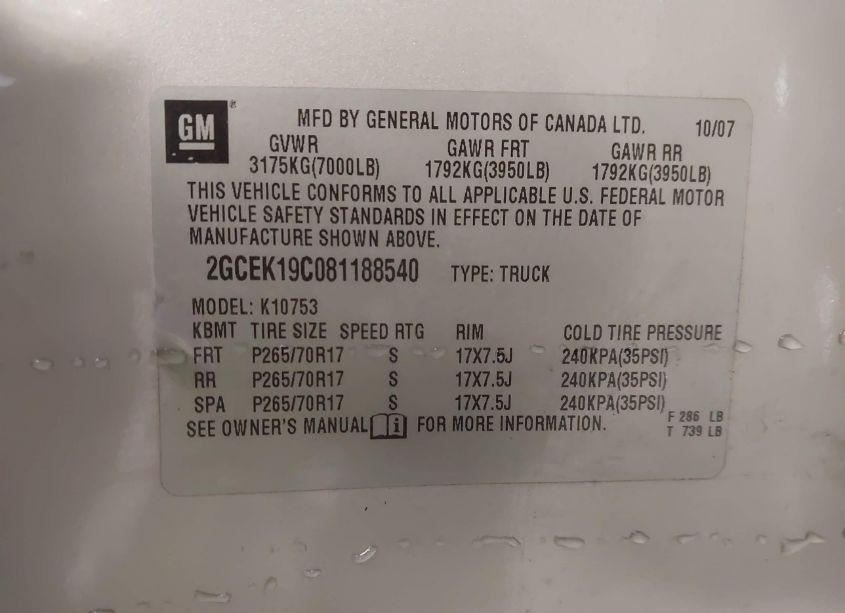 GM
MFD BY GENERAL MOTORS OF CANADA LTD. 10/07
GVWR GAWR FRT GAWR RR
3175KG(7000LB) 1792KG(3950LB) 1792KG(3950LB)
THIS VEHICLE CONFORMS TO ALL APPLICABLE U.S. FEDERAL MOTOR
VEHICLE SAFETY STANDARDS IN EFFECT ON THE DATE OF
MANUFACTURE SHOWN ABOVE.
2GCEK19C081188540 TYPE: TRUCK
MODEL: K10753
KBMT TIRE SIZE SPEED RTG RIM COLD TIRE PRESSURE
FRT P265/70R17 S 17X7.5J 240KPA(35PSI)
RR P265/70R17 S 17X7.5J 240KPA(35PSI)
SPA P265/70R17 S 17X7.5J 240KPA(35PSI)
SEE OWNER'S MANUAL i FOR MORE INFORMATION.
F 286 LB
T 739 LB